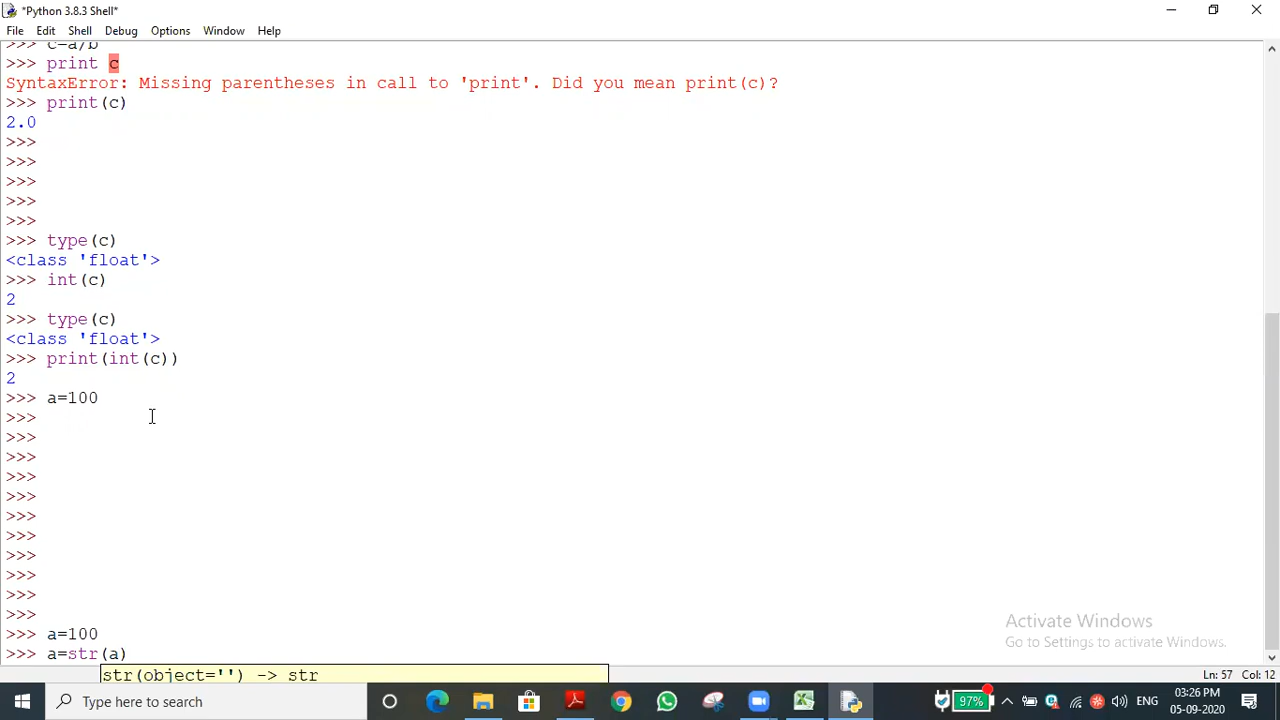 *Python 3.8.3 Shell*
File Edit Shell Debug Options Window Help
>>> c=a/b
>>> print c
SyntaxError: Missing parentheses in call to 'print'. Did you mean print(c)?
>>> print(c)
2.0
>>>
>>>
>>>
>>>
>>>
>>> type(c)
<class 'float'>
>>> int(c)
2
>>> type(c)
<class 'float'>
>>> print(int(c))
2
>>> a=100
>>>
>>>
>>>
>>>
>>>
>>>
>>>
>>>
>>>
>>>
>>>
>>> a=100
>>> a=str(a)
str(object='') -> str
Activate Windows
Go to Settings to activate Windows.
Ln: 57 Col: 12
Type here to search
97%
ENG
03:26 PM
05-09-2020